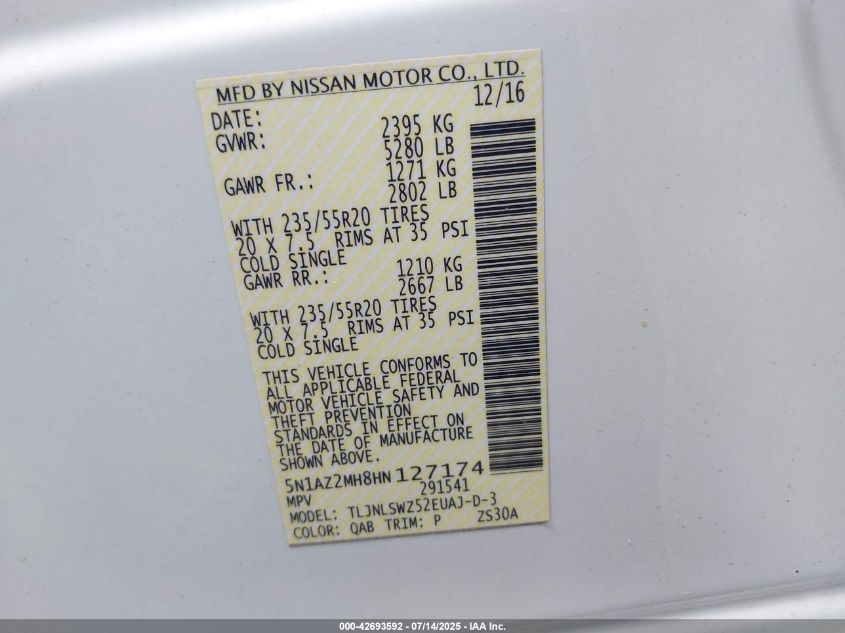 MFD BY NISSAN MOTOR CO., LTD.
DATE: 12/16
GVWR: 2395 KG
5280 LB
GAWR FR.: 1271 KG
2802 LB
WITH 235/55R20 TIRES
20 X 7.5 RIMS AT 35 PSI
COLD SINGLE
GAWR RR.: 1210 KG
2667 LB
WITH 235/55R20 TIRES
20 X 7.5 RIMS AT 35 PSI
COLD SINGLE
THIS VEHICLE CONFORMS TO
ALL APPLICABLE FEDERAL
MOTOR VEHICLE SAFETY AND
THEFT PREVENTION
STANDARDS IN EFFECT ON
THE DATE OF MANUFACTURE
SHOWN ABOVE.
5N1AZ2MH8HN127174
MPV 291541
MODEL: TLJNLSWZ52EUAJ-D-3
COLOR: QAB TRIM: P ZS30A
000-42693592 - 07/14/2025 - IAA Inc.